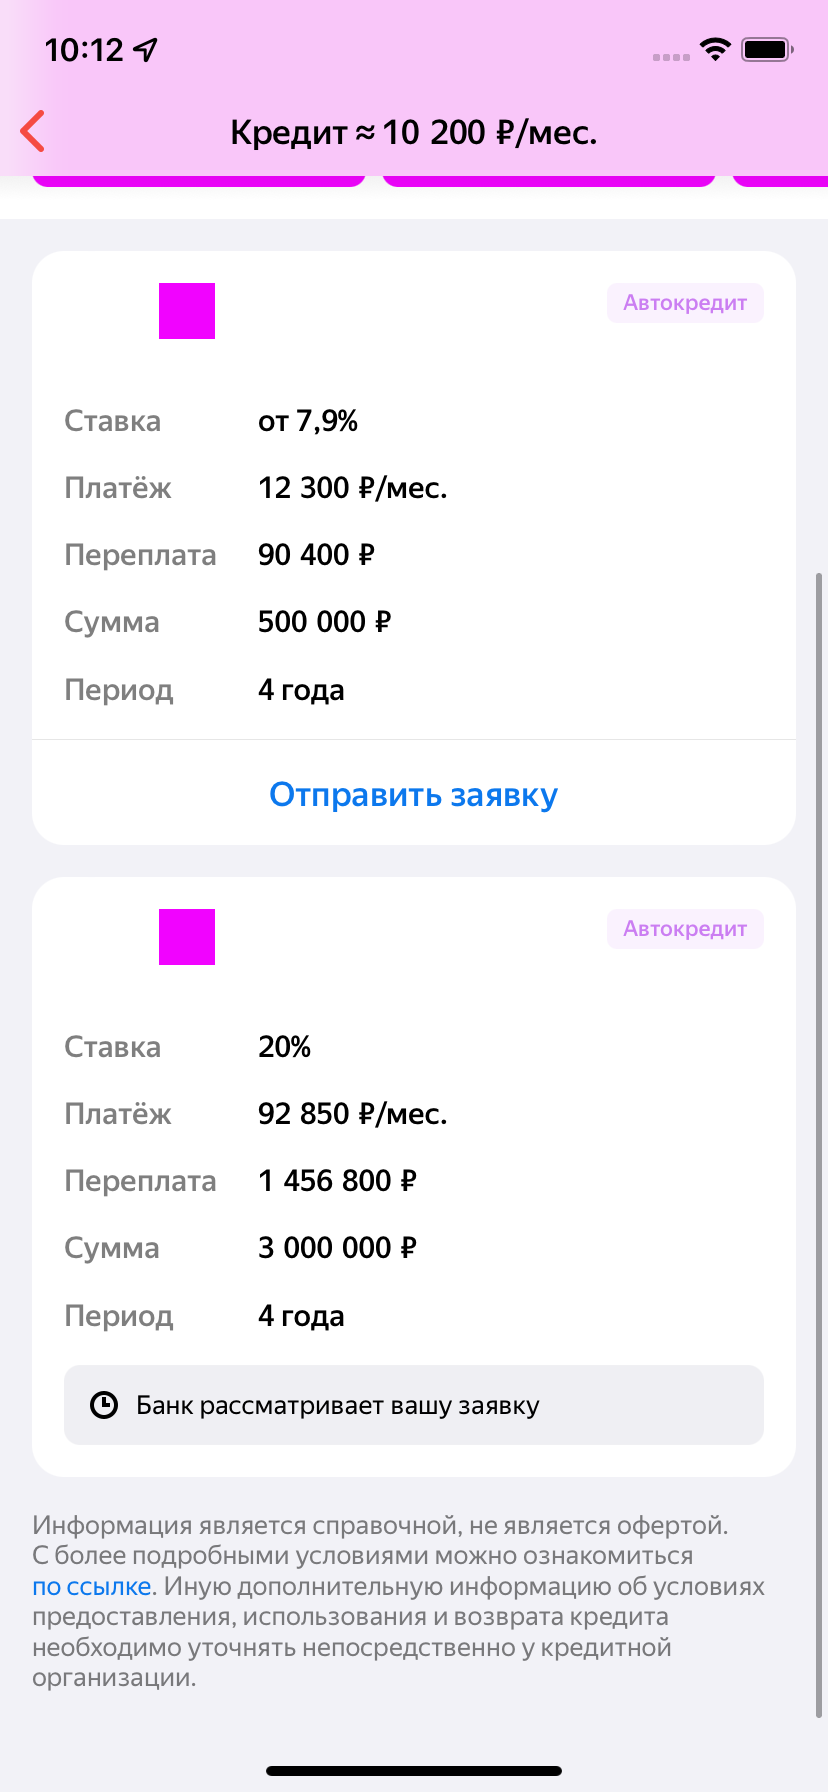 10:12
Кредит ≈ 10 200 ₽/мес.
Автокредит
Ставка от 7,9%
Платёж 12 300 ₽/мес.
Переплата 90 400 ₽
Сумма 500 000 ₽
Период 4 года
Отправить заявку
Автокредит
Ставка 20%
Платёж 92 850 ₽/мес.
Переплата 1 456 800 ₽
Сумма 3 000 000 ₽
Период 4 года
Банк рассматривает вашу заявку
Информация является справочной, не является офертой.
С более подробными условиями можно ознакомиться
по ссылке. Иную дополнительную информацию об условиях
предоставления, использования и возврата кредита
необходимо уточнять непосредственно у кредитной
организации.